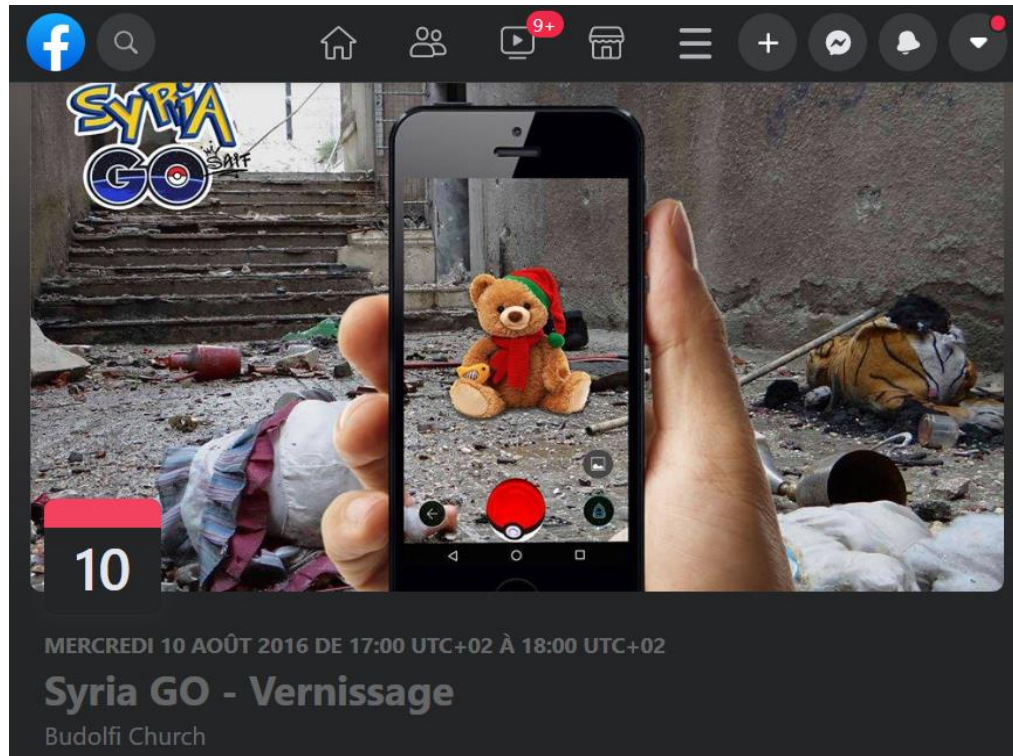 9+
SYRIA
GO
SAIF
10
MERCREDI 10 AOÛT 2016 DE 17:00 UTC+02 À 18:00 UTC+02
Syria GO - Vernissage
Budolfi Church